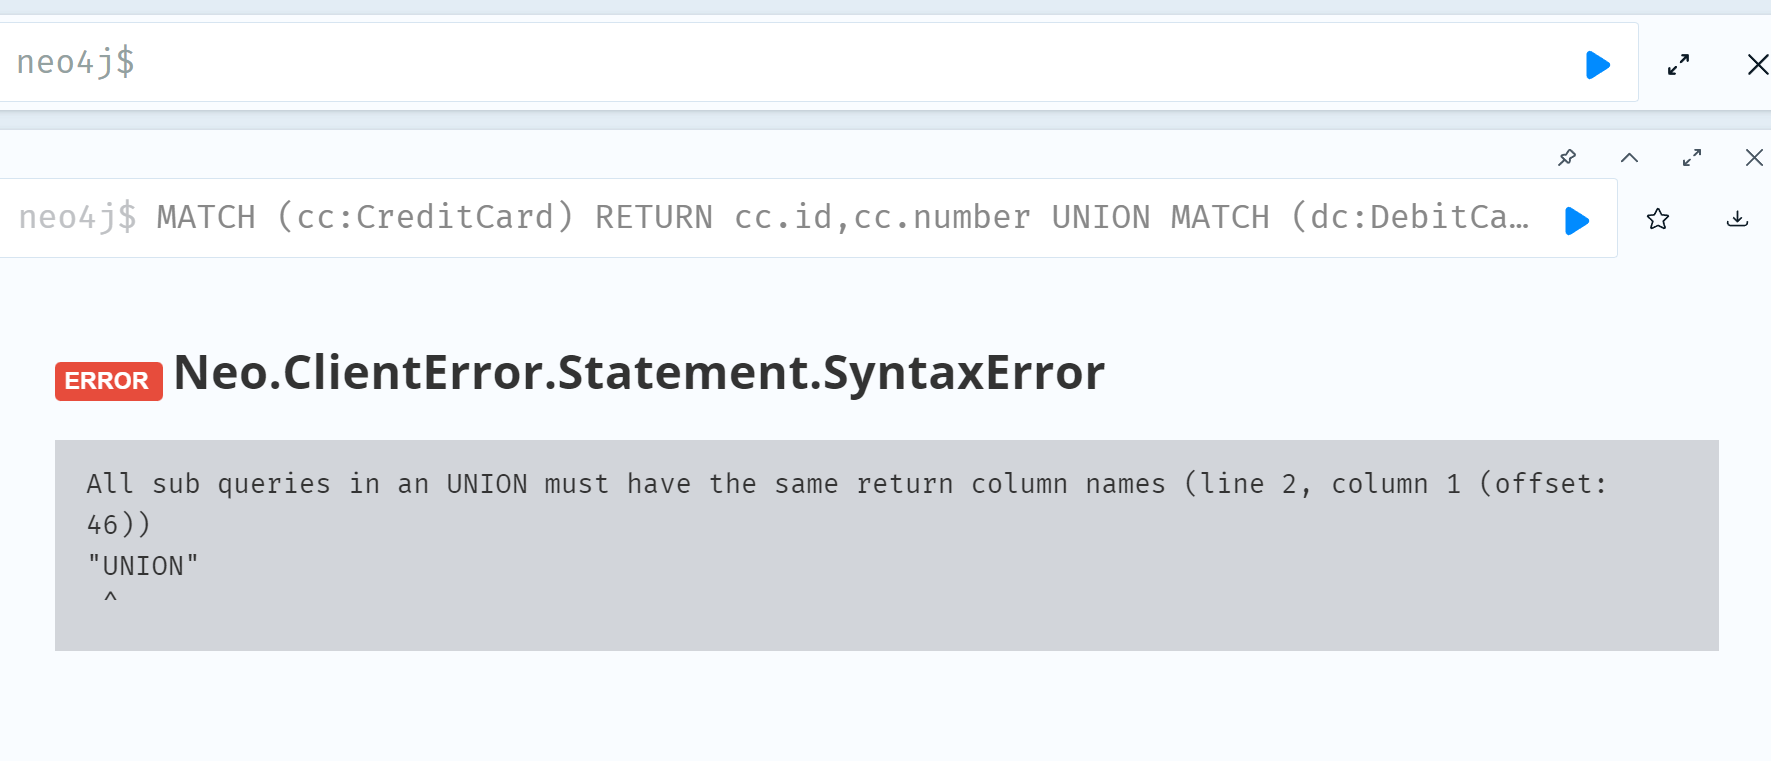 neo4j$
neo4j$ MATCH (cc:CreditCard) RETURN cc.id,cc.number UNION MATCH (dc:DebitCa…
ERROR Neo.ClientError.Statement.SyntaxError
All sub queries in an UNION must have the same return column names (line 2, column 1 (offset:
46))
"UNION"
^